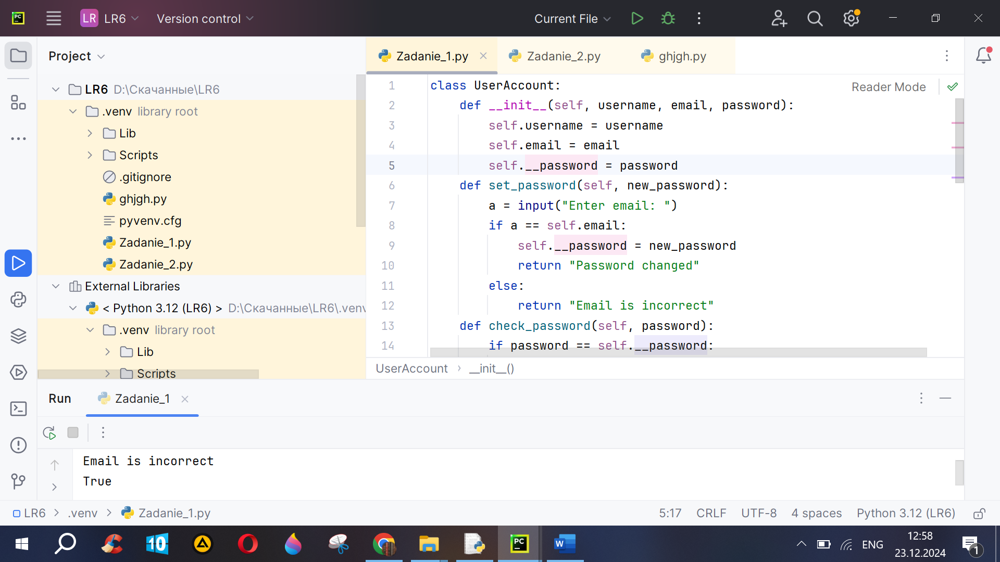 PC LR LR6 Version control Current File
Project
Zadanie_1.py Zadanie_2.py ghjgh.py
LR6 D:\Скачанные\LR6
.venv library root
Lib
Scripts
.gitignore
ghjgh.py
pyvenv.cfg
Zadanie_1.py
Zadanie_2.py
External Libraries
< Python 3.12 (LR6) > D:\Скачанные\LR6\.venv
.venv library root
Lib
Scripts
Reader Mode
1 class UserAccount:
2 def __init__(self, username, email, password):
3 self.username = username
4 self.email = email
5 self.__password = password
6 def set_password(self, new_password):
7 a = input("Enter email: ")
8 if a == self.email:
9 self.__password = new_password
10 return "Password changed"
11 else:
12 return "Email is incorrect"
13 def check_password(self, password):
14 if password == self.__password:
UserAccount › __init__()
Run Zadanie_1
Email is incorrect
True
LR6 > .venv > Zadanie_1.py 5:17 CRLF UTF-8 4 spaces Python 3.12 (LR6)
10 PC W ENG 12:58
23.12.2024 1